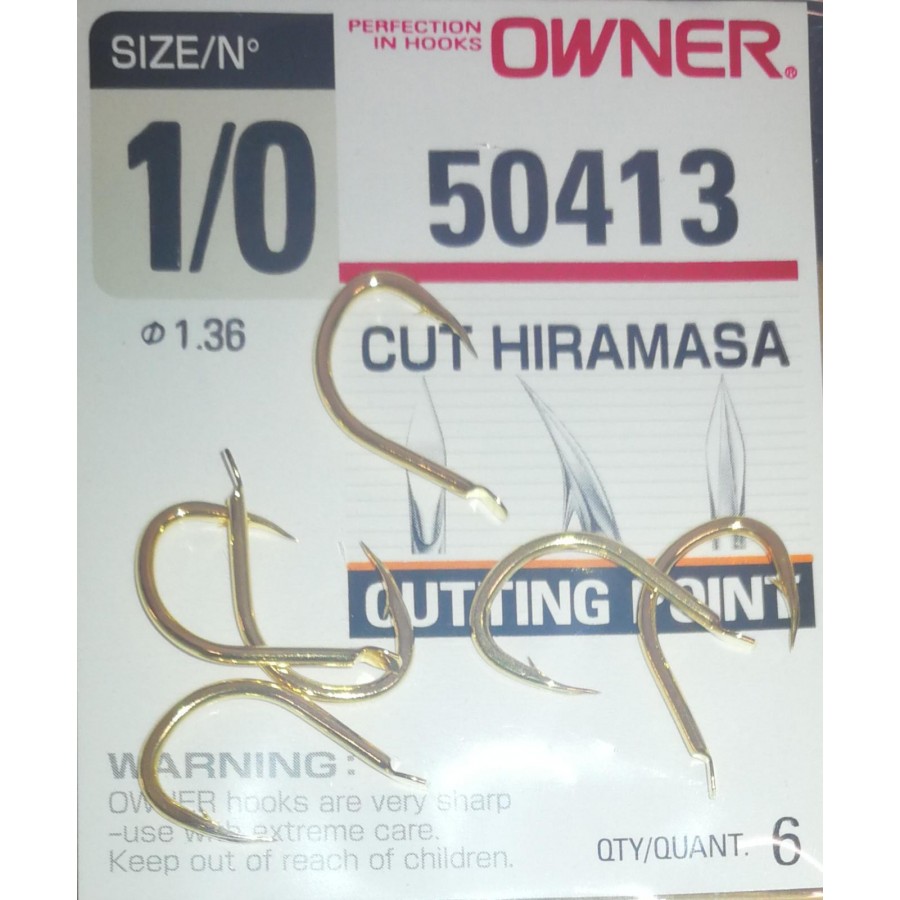 SIZE/N°
1/0
Φ 1.36
PERFECTION
IN HOOKS
OWNER®
50413
CUT HIRAMASA
CUTTING POINT
WARNING:
OWNER hooks are very sharp
-use with extreme care.
Keep out of reach of children.
QTY/QUANT. 6